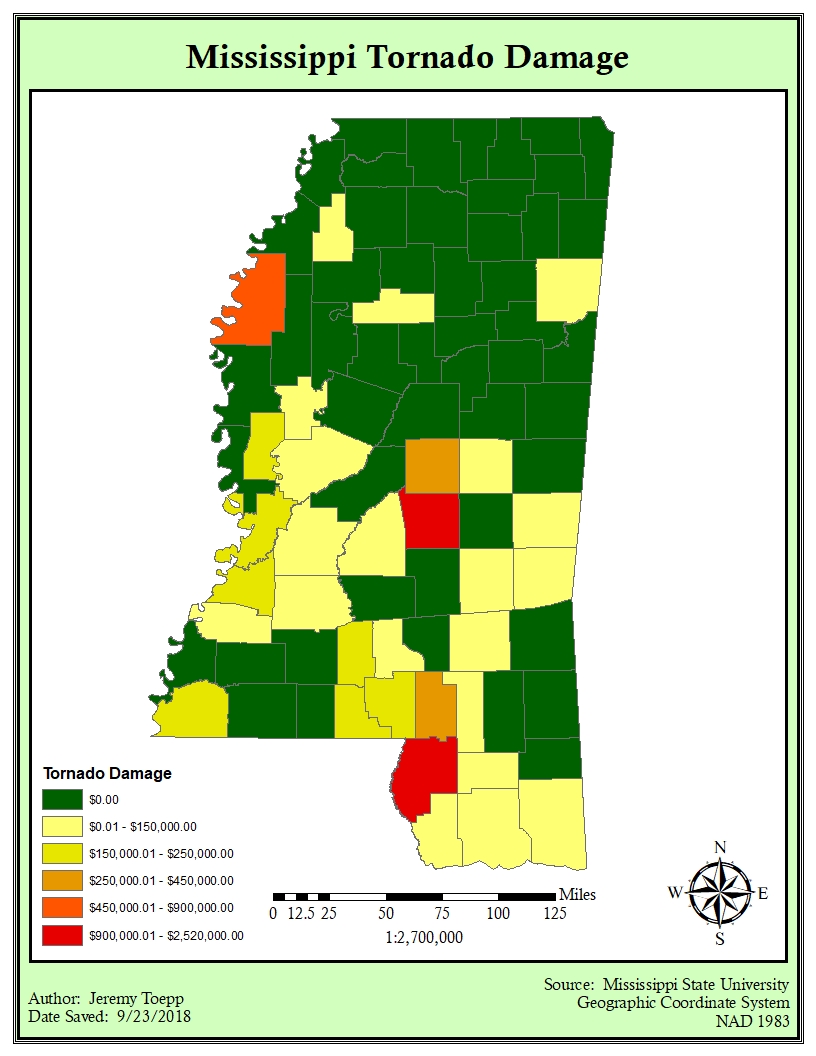 Mississippi Tornado Damage
Tornado Damage
$0.00
$0.01 - $150,000.00
$150,000.01 - $250,000.00
$250,000.01 - $450,000.00
$450,000.01 - $900,000.00
$900,000.01 - $2,520,000.00
Miles
0 12.5 25 50 75 100 125
1:2,700,000
N
W E
S
Author: Jeremy Toepp
Date Saved: 9/23/2018
Source: Mississippi State University
Geographic Coordinate System
NAD 1983